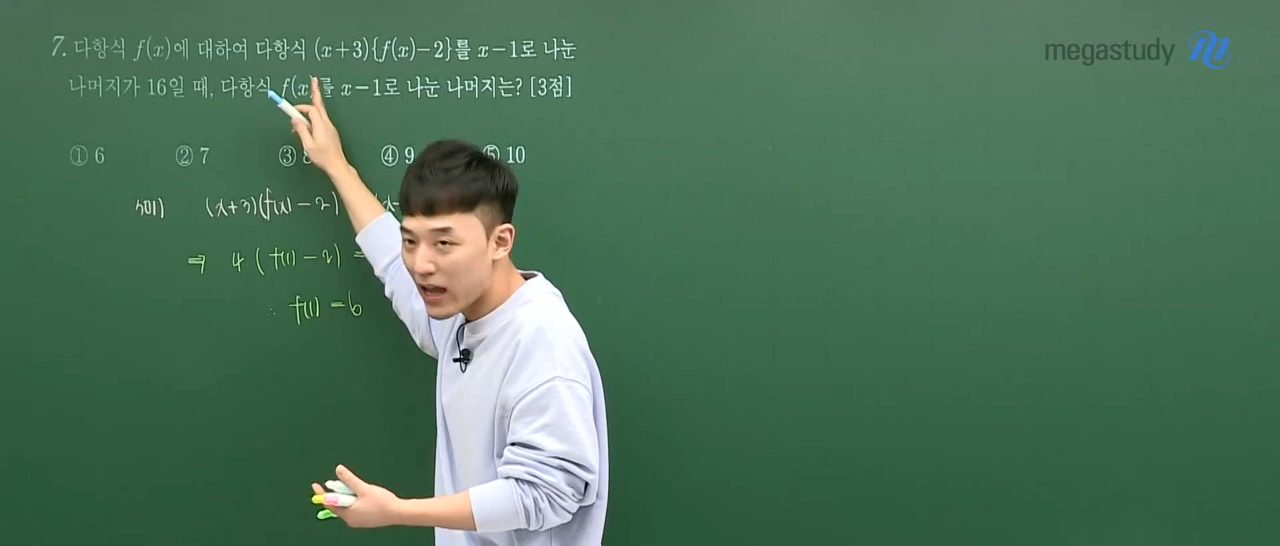 7. 다항식 f(x)에 대하여 다항식 (x+3){f(x)-2}를 x-1로 나눈
megastudy
나머지가 16일 때, 다항식 f(x)를 x-1로 나눈 나머지는? [3점]
① 6 ② 7 ③ 8 ④ 9 ⑤ 10
(x+3)(f(x)-2) (x-
⇒ 4(f(1)-2) =
∴ f(1)=6